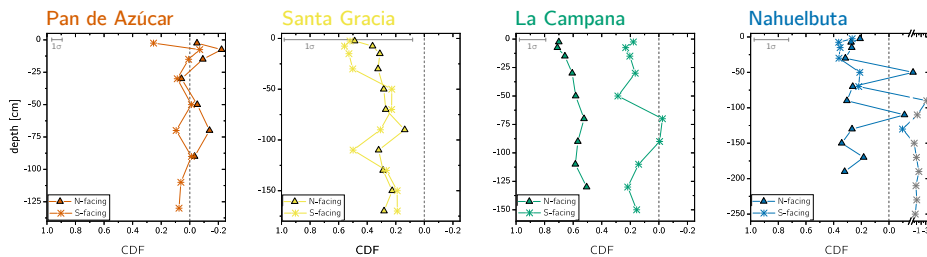 Pan de Azúcar
Santa Gracia
La Campana
Nahuelbuta
depth [cm]
0
-25
-50
-75
-100
-125
1σ
N-facing
S-facing
1.0 0.8 0.6 0.4 0.2 0.0 -0.2
CDF
0
-50
-100
-150
1σ
N-facing
S-facing
1.0 0.8 0.6 0.4 0.2 0.0 -0.2
CDF
0
-25
-50
-75
-100
-125
-150
1σ
N-facing
S-facing
1.0 0.8 0.6 0.4 0.2 0.0 -0.2
CDF
0
-50
-100
-150
-200
-250
1σ
N-facing
S-facing
1.0 0.8 0.6 0.4 0.2 0.0
CDF